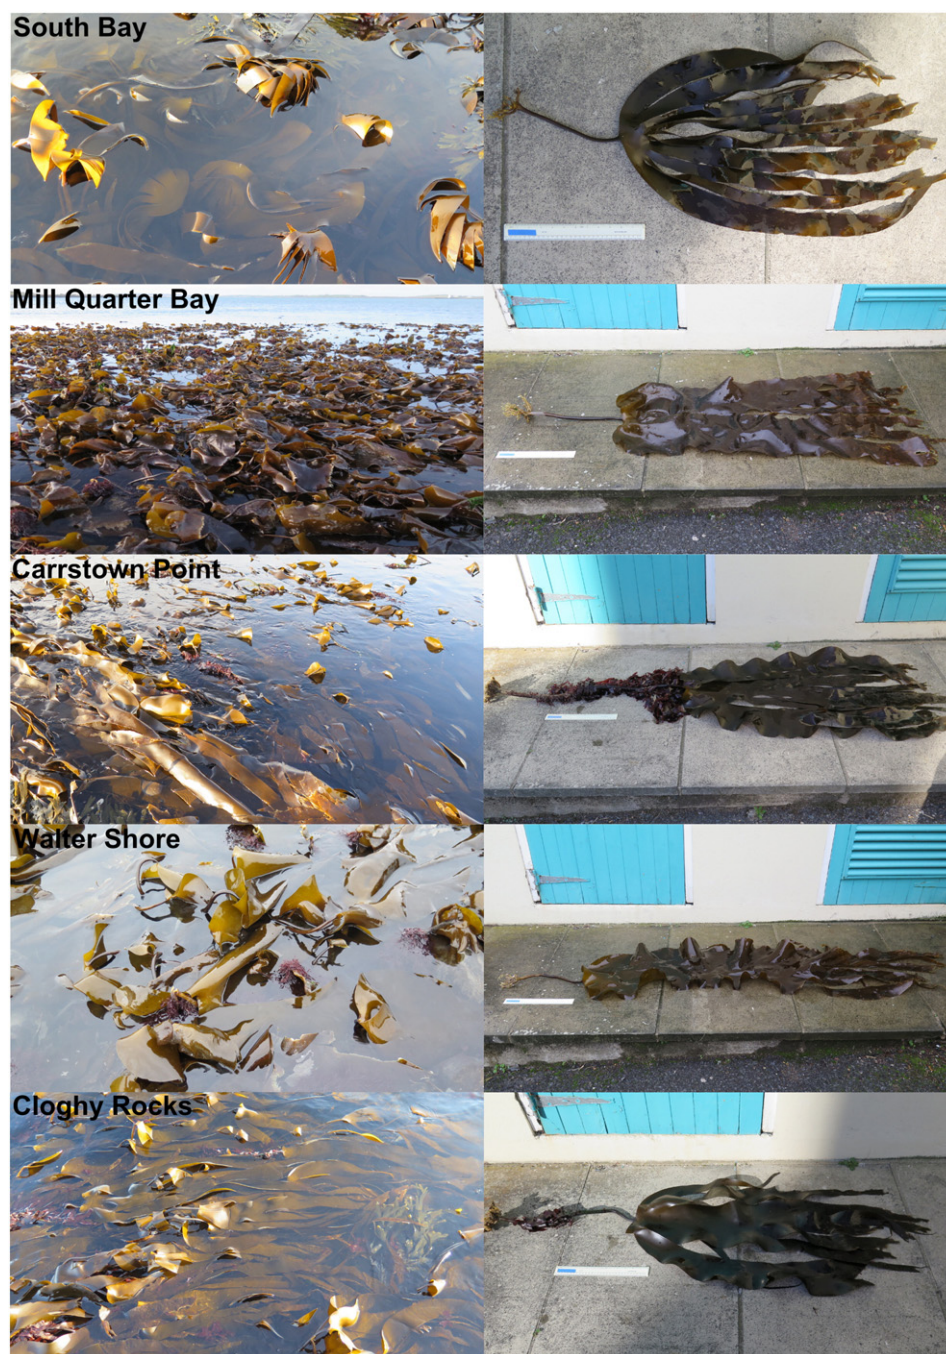 South Bay
Mill Quarter Bay
Carrstown Point
Walter Shore
Cloghy Rocks